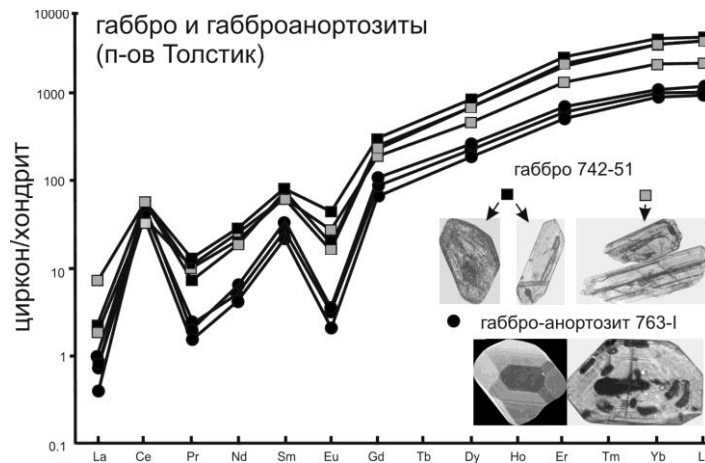 10000
1000
100
10
1
0.1
циркон/хондрит
габбро и габброанортозиты
(п-ов Толстик)
габбро 742-51
габбро-анортозит 763-I
La Ce Pr Nd Sm Eu Gd Tb Dy Ho Er Tm Yb L